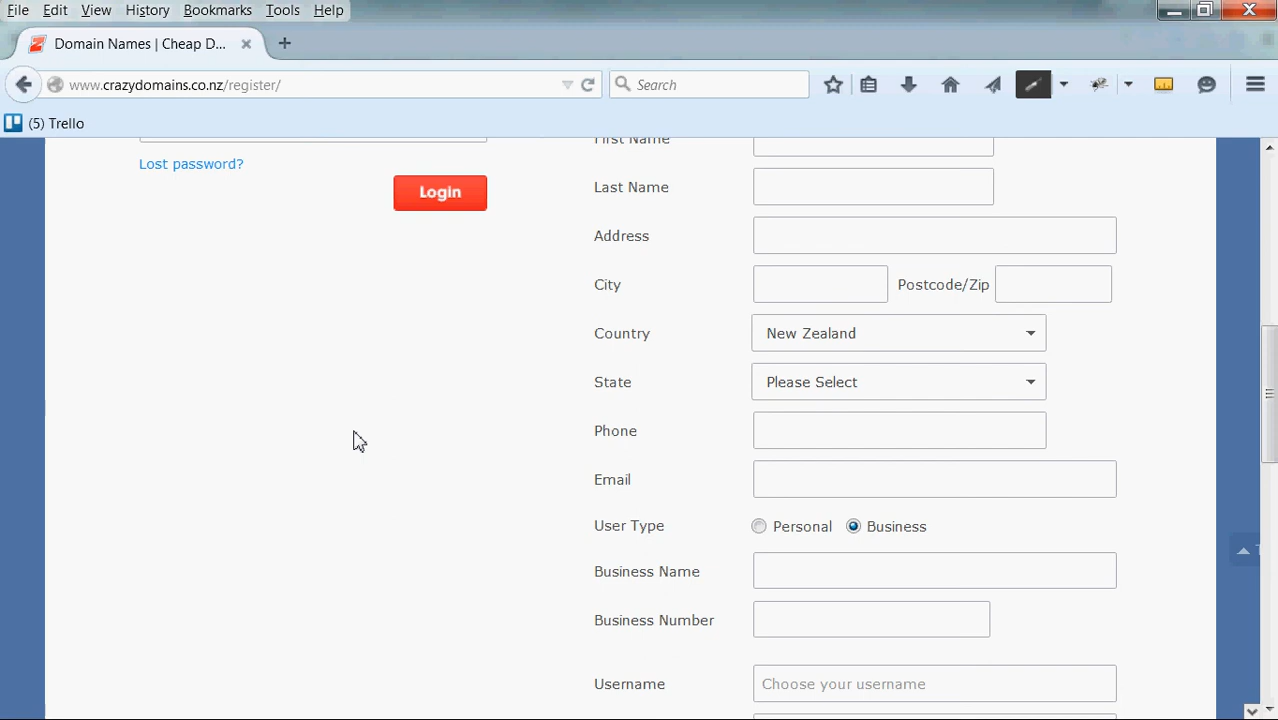 File Edit View History Bookmarks Tools Help
Domain Names | Cheap D...
www.crazydomains.co.nz/register/
Search
(5) Trello
First Name
Lost password?
Login
Last Name
Address
City
Postcode/Zip
Country
New Zealand
State
Please Select
Phone
Email
User Type
Personal
Business
Business Name
Business Number
Username
Choose your username